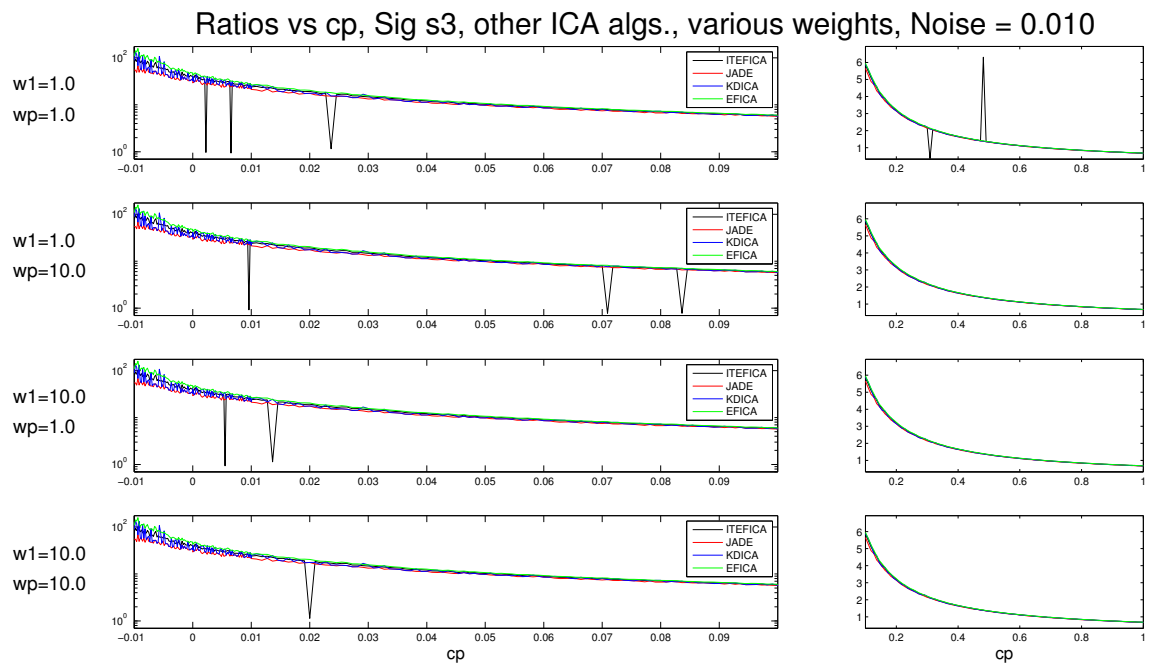 Ratios vs cp, Sig s3, other ICA algs., various weights, Noise = 0.010
w1=1.0
wp=1.0
10^2
10^1
10^0
−0.01 0 0.01 0.02 0.03 0.04 0.05 0.06 0.07 0.08 0.09
ITEFICA
JADE
KDICA
EFICA
6
5
4
3
2
1
0.2 0.4 0.6 0.8 1
w1=1.0
wp=10.0
10^2
10^0
−0.01 0 0.01 0.02 0.03 0.04 0.05 0.06 0.07 0.08 0.09
ITEFICA
JADE
KDICA
EFICA
6
5
4
3
2
1
0.2 0.4 0.6 0.8 1
w1=10.0
wp=1.0
10^2
10^0
−0.01 0 0.01 0.02 0.03 0.04 0.05 0.06 0.07 0.08 0.09
ITEFICA
JADE
KDICA
EFICA
6
5
4
3
2
1
0.2 0.4 0.6 0.8 1
w1=10.0
wp=10.0
10^2
10^0
−0.01 0 0.01 0.02 0.03 0.04 0.05 0.06 0.07 0.08 0.09
cp
ITEFICA
JADE
KDICA
EFICA
6
5
4
3
2
1
0.2 0.4 0.6 0.8 1
cp